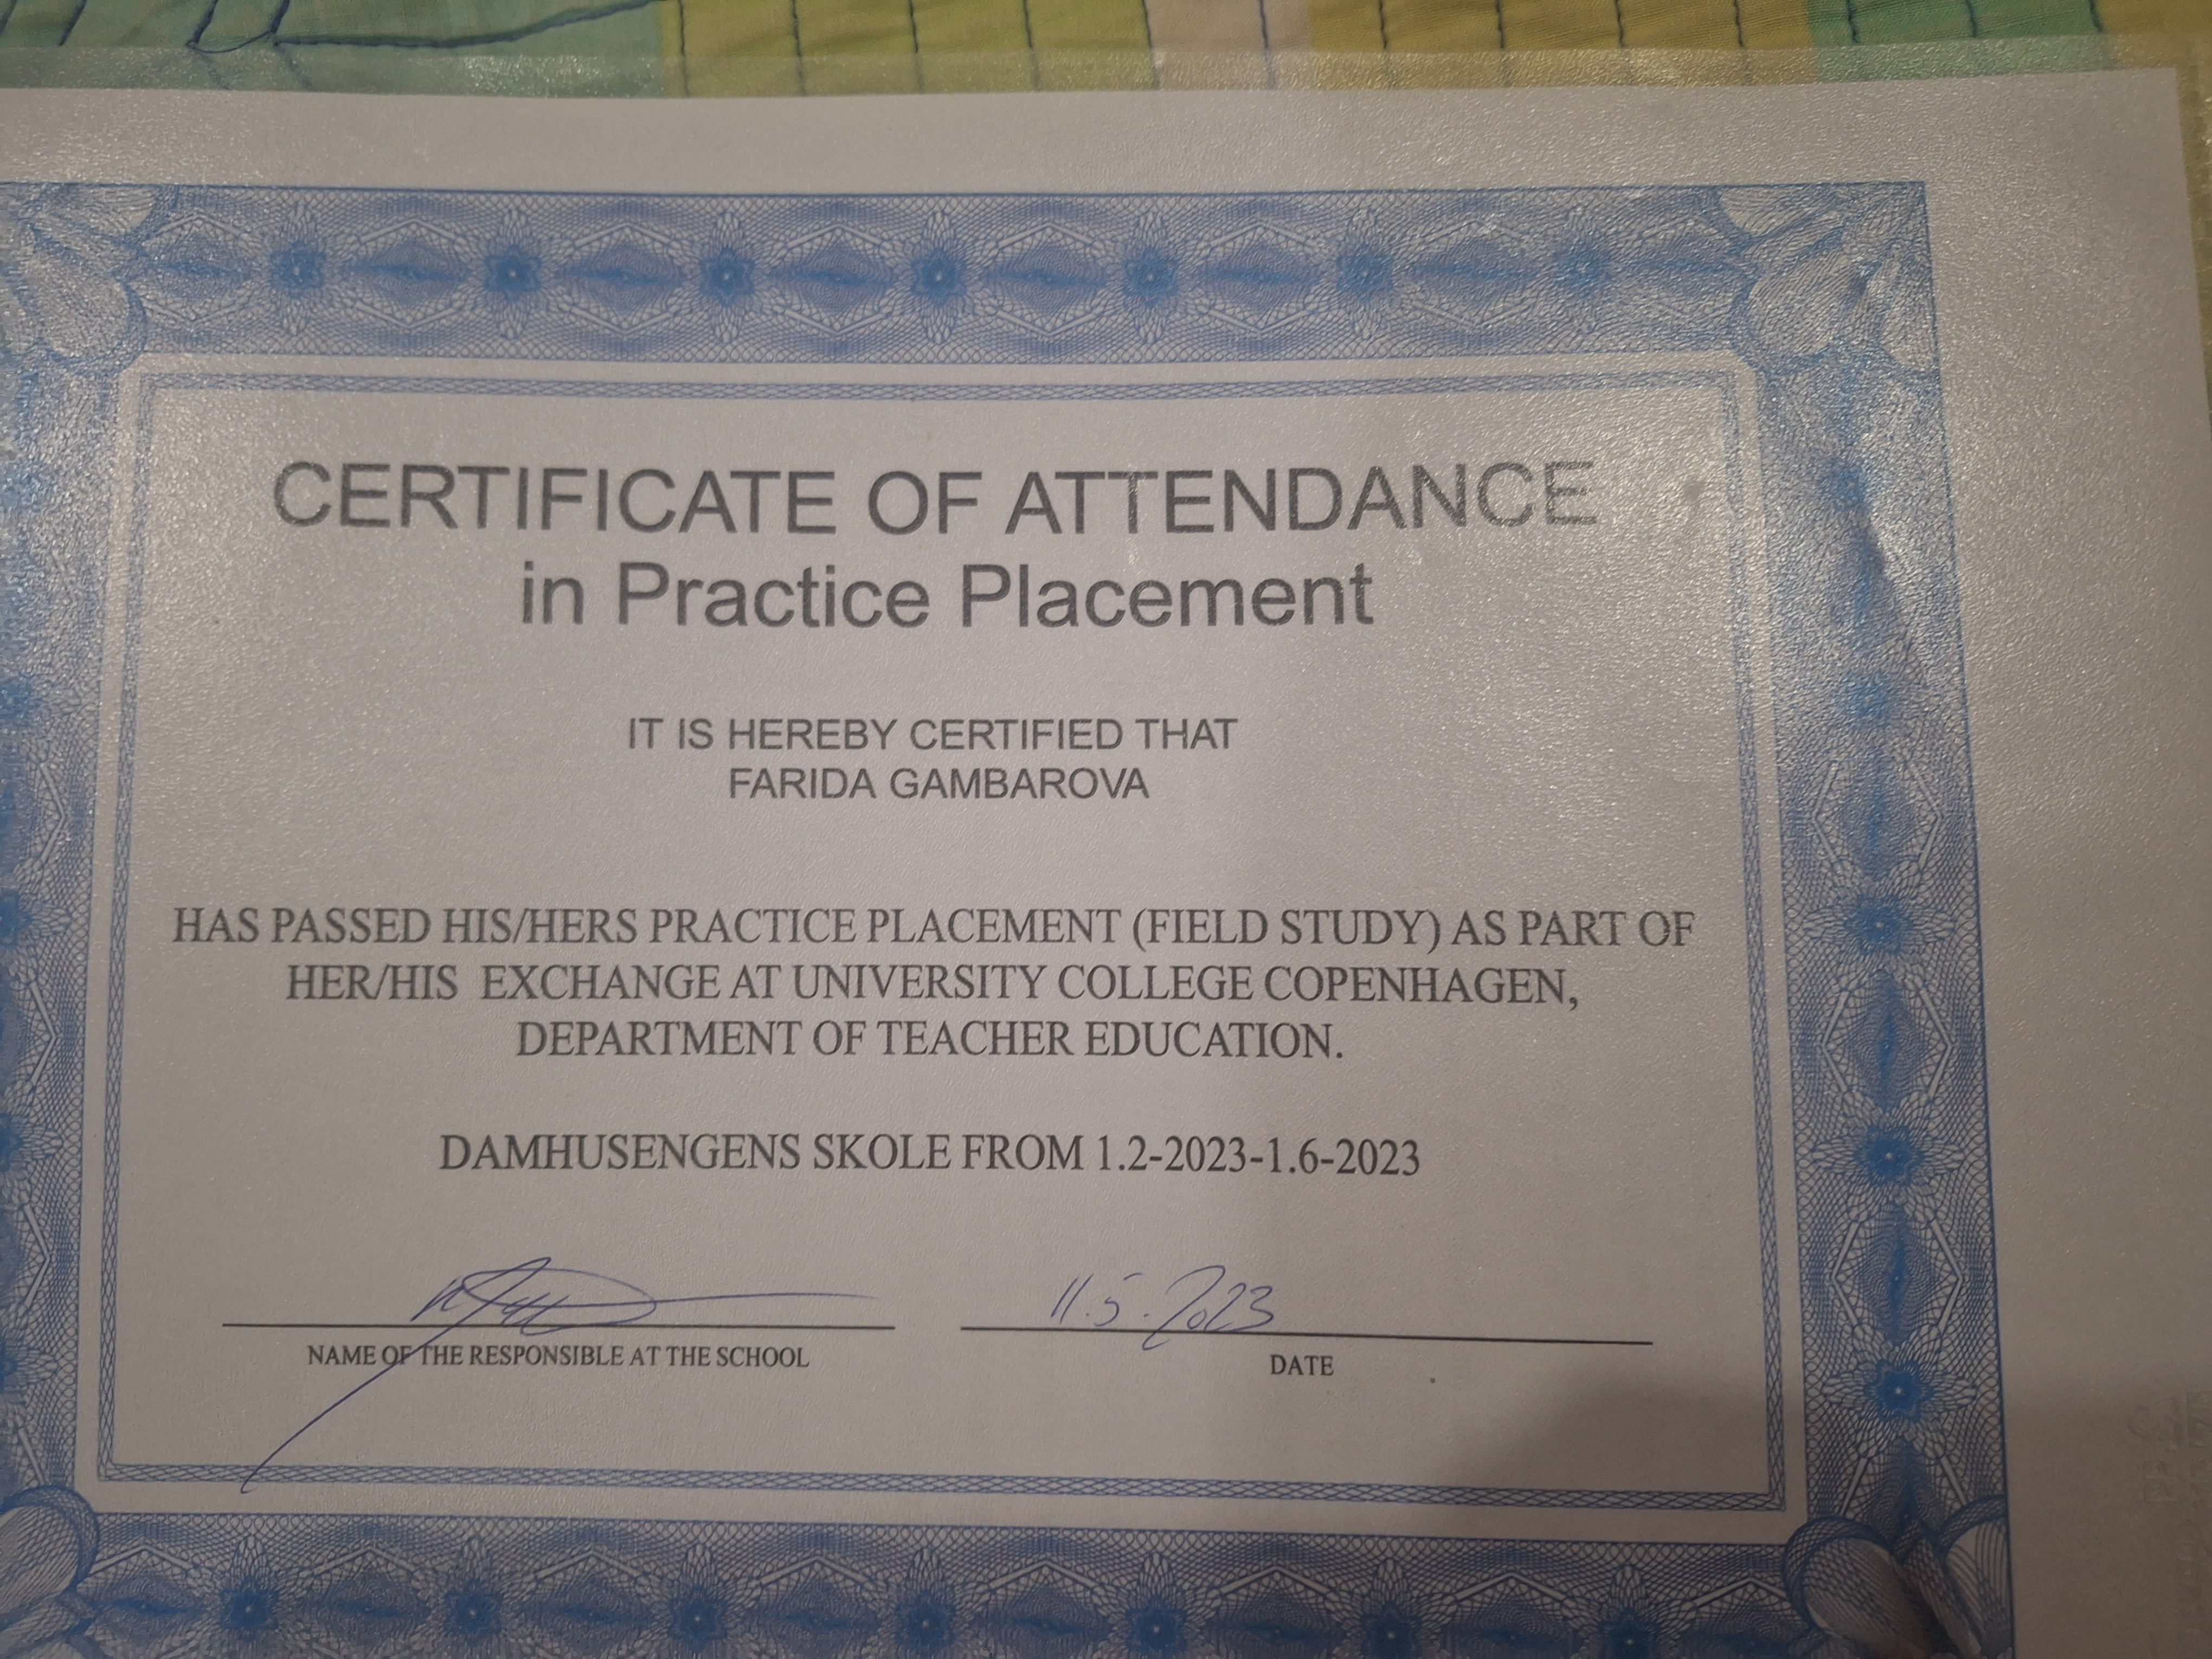 CERTIFICATE OF ATTENDANCE
in Practice Placement
IT IS HEREBY CERTIFIED THAT
FARIDA GAMBAROVA
HAS PASSED HIS/HERS PRACTICE PLACEMENT (FIELD STUDY) AS PART OF
HER/HIS EXCHANGE AT UNIVERSITY COLLEGE COPENHAGEN,
DEPARTMENT OF TEACHER EDUCATION.
DAMHUSENGENS SKOLE FROM 1.2-2023-1.6-2023
11.5.2023
NAME OF THE RESPONSIBLE AT THE SCHOOL
DATE